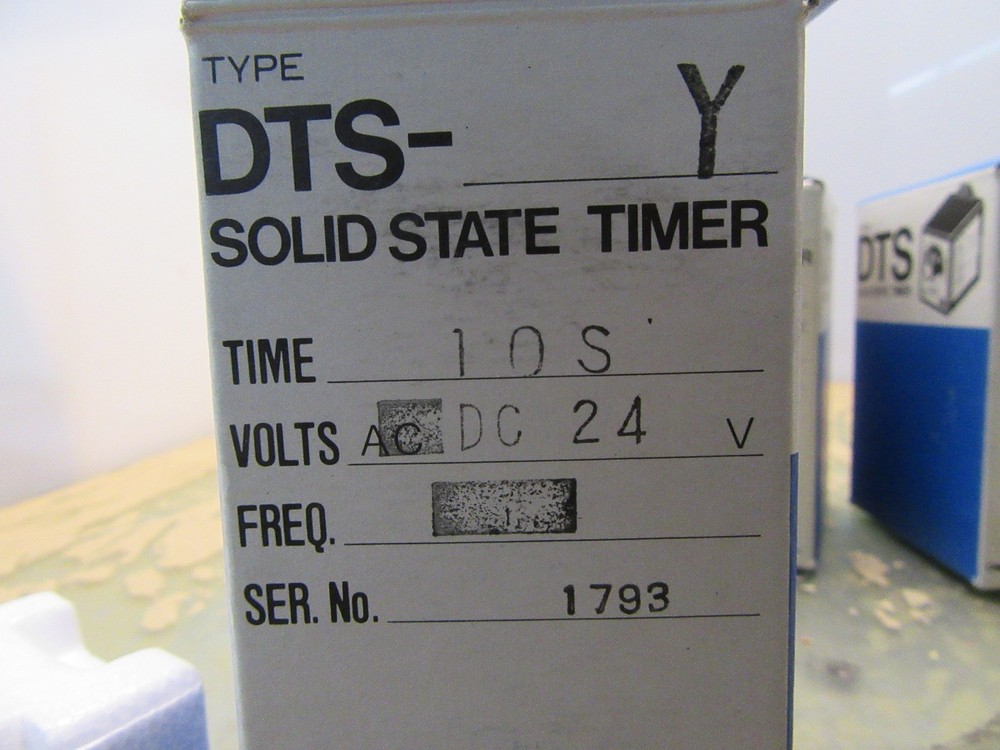 TYPE
DTS- Y
SOLID STATE TIMER
TIME 10S
VOLTS AC DC 24 V
FREQ.
SER. No. 1793
DTS